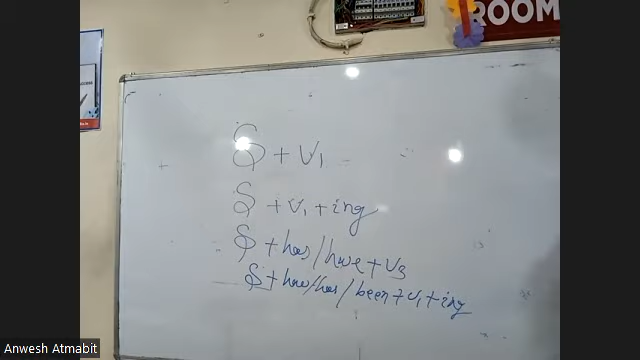 ROOM
S + V1
S + V1 + ing
S + has/have + V3
S + have/has/been + V1 + ing
Anwesh Atmabit